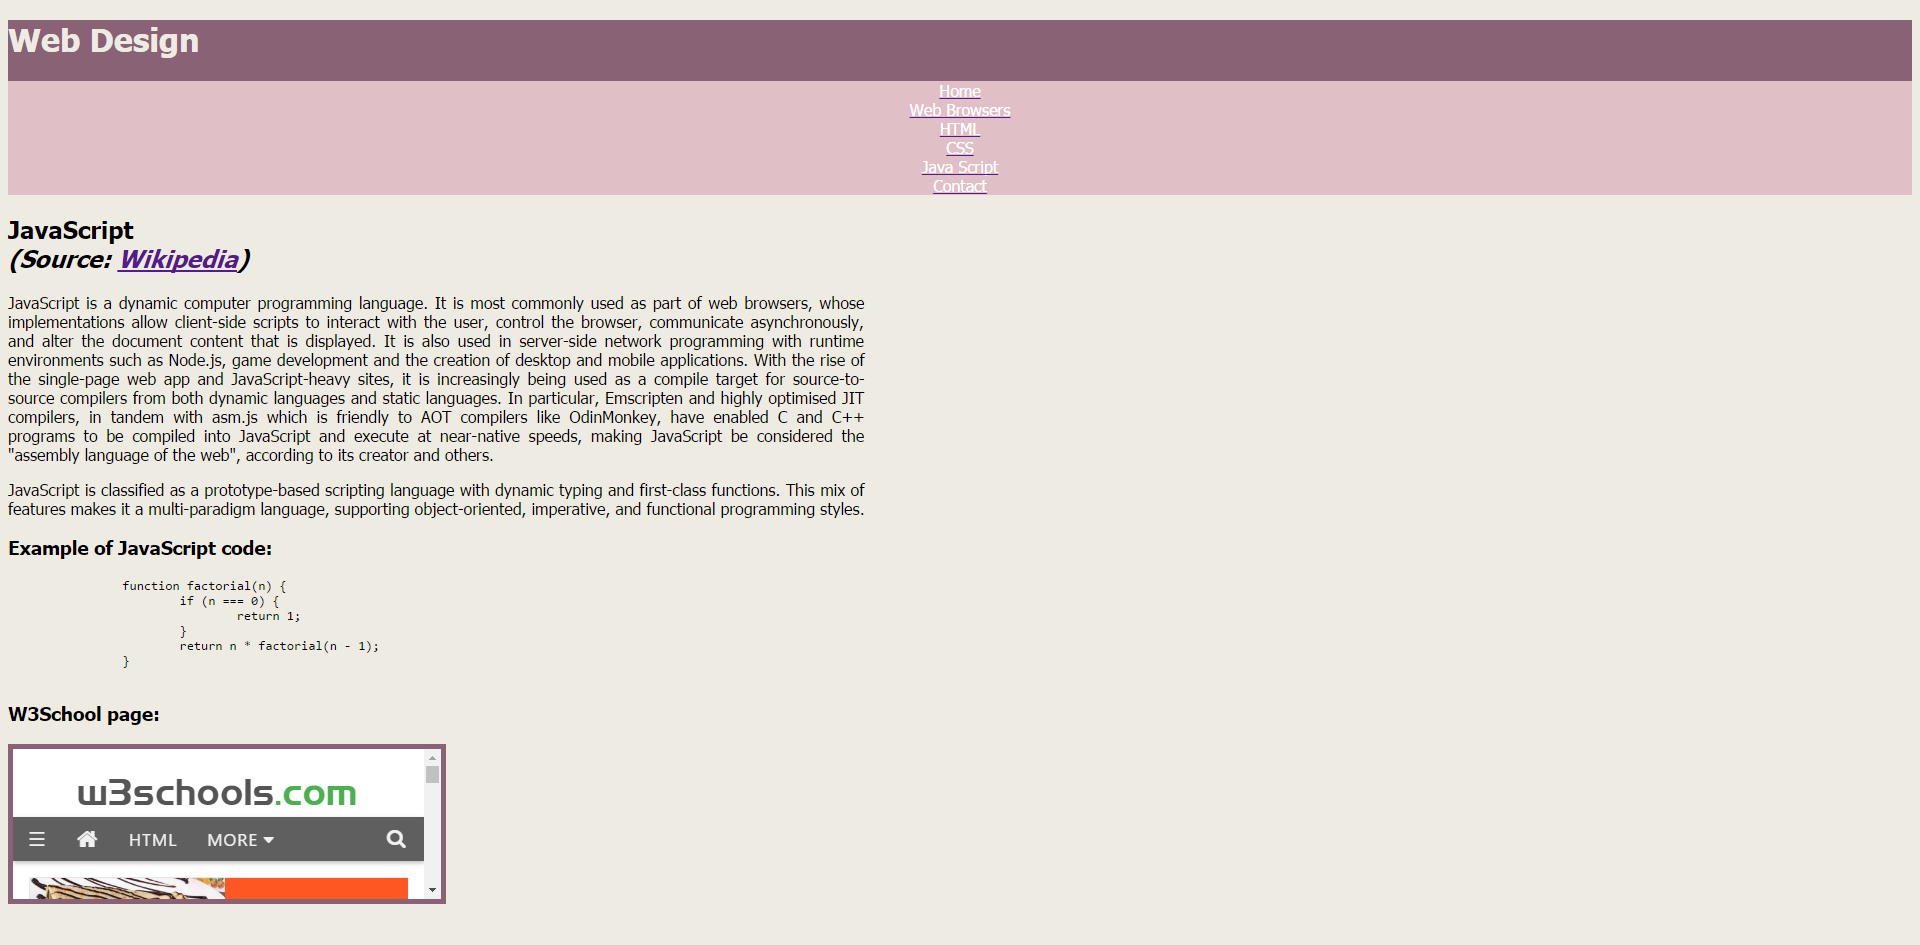 Web Design
Home
Web Browsers
HTML
CSS
Java Script
Contact
JavaScript
(Source: Wikipedia)
JavaScript is a dynamic computer programming language. It is most commonly used as part of web browsers, whose
implementations allow client-side scripts to interact with the user, control the browser, communicate asynchronously,
and alter the document content that is displayed. It is also used in server-side network programming with runtime
environments such as Node.js, game development and the creation of desktop and mobile applications. With the rise of
the single-page web app and JavaScript-heavy sites, it is increasingly being used as a compile target for source-to-
source compilers from both dynamic languages and static languages. In particular, Emscripten and highly optimised JIT
compilers, in tandem with asm.js which is friendly to AOT compilers like OdinMonkey, have enabled C and C++
programs to be compiled into JavaScript and execute at near-native speeds, making JavaScript be considered the
"assembly language of the web", according to its creator and others.
JavaScript is classified as a prototype-based scripting language with dynamic typing and first-class functions. This mix of
features makes it a multi-paradigm language, supporting object-oriented, imperative, and functional programming styles.
Example of JavaScript code:
function factorial(n) {
if (n === 0) {
return 1;
}
return n * factorial(n - 1);
}
W3School page:
w3schools.com
HTML MORE